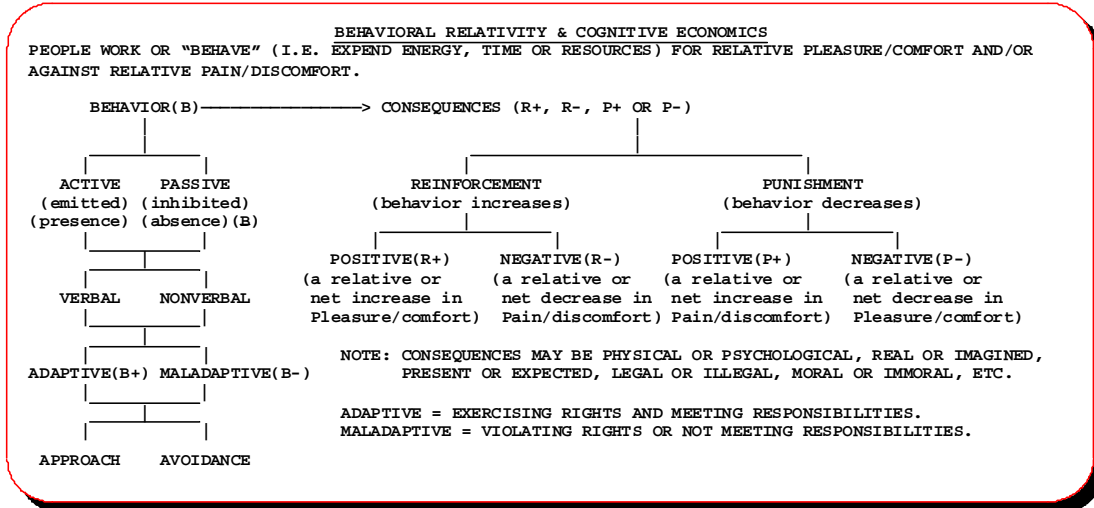 BEHAVIORAL RELATIVITY & COGNITIVE ECONOMICS
PEOPLE WORK OR “BEHAVE” (I.E. EXPEND ENERGY, TIME OR RESOURCES) FOR RELATIVE PLEASURE/COMFORT AND/OR
AGAINST RELATIVE PAIN/DISCOMFORT.
BEHAVIOR(B)————————————————> CONSEQUENCES (R+, R-, P+ OR P-)
ACTIVE PASSIVE REINFORCEMENT PUNISHMENT
(emitted) (inhibited) (behavior increases) (behavior decreases)
(presence) (absence)(B)
POSITIVE(R+) NEGATIVE(R-) POSITIVE(P+) NEGATIVE(P-)
(a relative or (a relative or (a relative or (a relative or
VERBAL NONVERBAL net increase in net decrease in net increase in net decrease in
Pleasure/comfort) Pain/discomfort) Pain/discomfort) Pleasure/comfort)
NOTE: CONSEQUENCES MAY BE PHYSICAL OR PSYCHOLOGICAL, REAL OR IMAGINED,
ADAPTIVE(B+) MALADAPTIVE(B-) PRESENT OR EXPECTED, LEGAL OR ILLEGAL, MORAL OR IMMORAL, ETC.
ADAPTIVE = EXERCISING RIGHTS AND MEETING RESPONSIBILITIES.
MALADAPTIVE = VIOLATING RIGHTS OR NOT MEETING RESPONSIBILITIES.
APPROACH AVOIDANCE